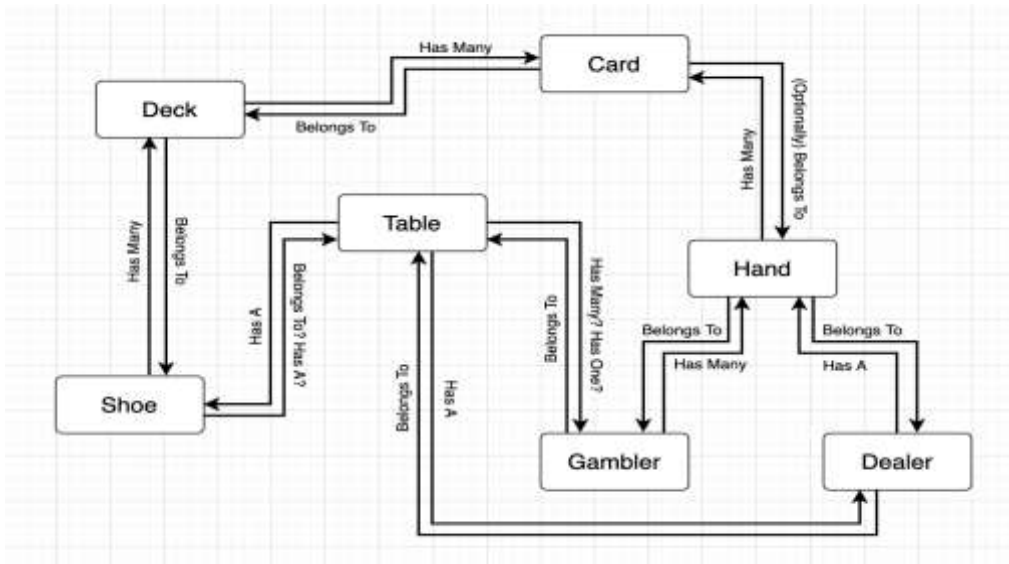 Has Many
Card
Deck
Belongs To
Has Many
(Optionally) Belongs To
Has Many
Belongs To
Table
Has A
Belongs To? Has A?
Belongs To
Has Many? Has One?
Hand
Belongs To
Has Many
Belongs To
Has A
Shoe
Belongs To
Has A
Gambler
Dealer